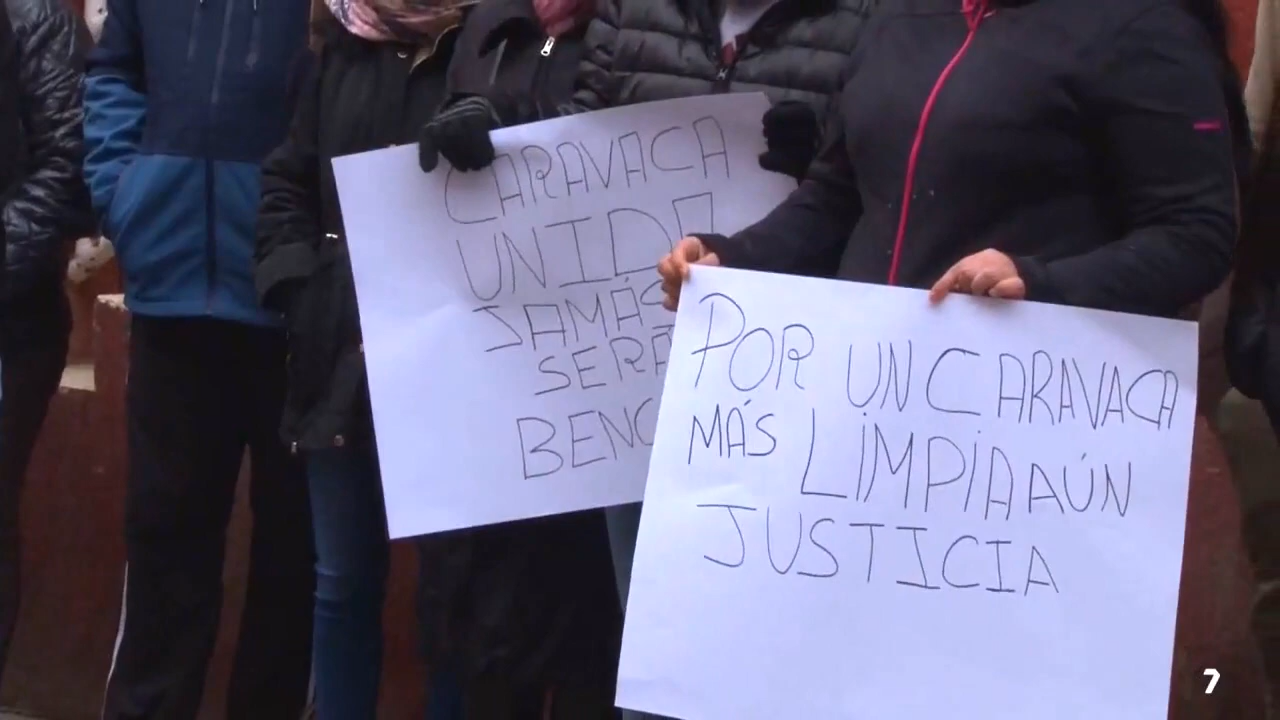 CARAVACA
UNIDA
JAMÁS
SERÁ
POR UN CARAVACA
MÁS LIMPIA AÚN
JUSTICIA
7